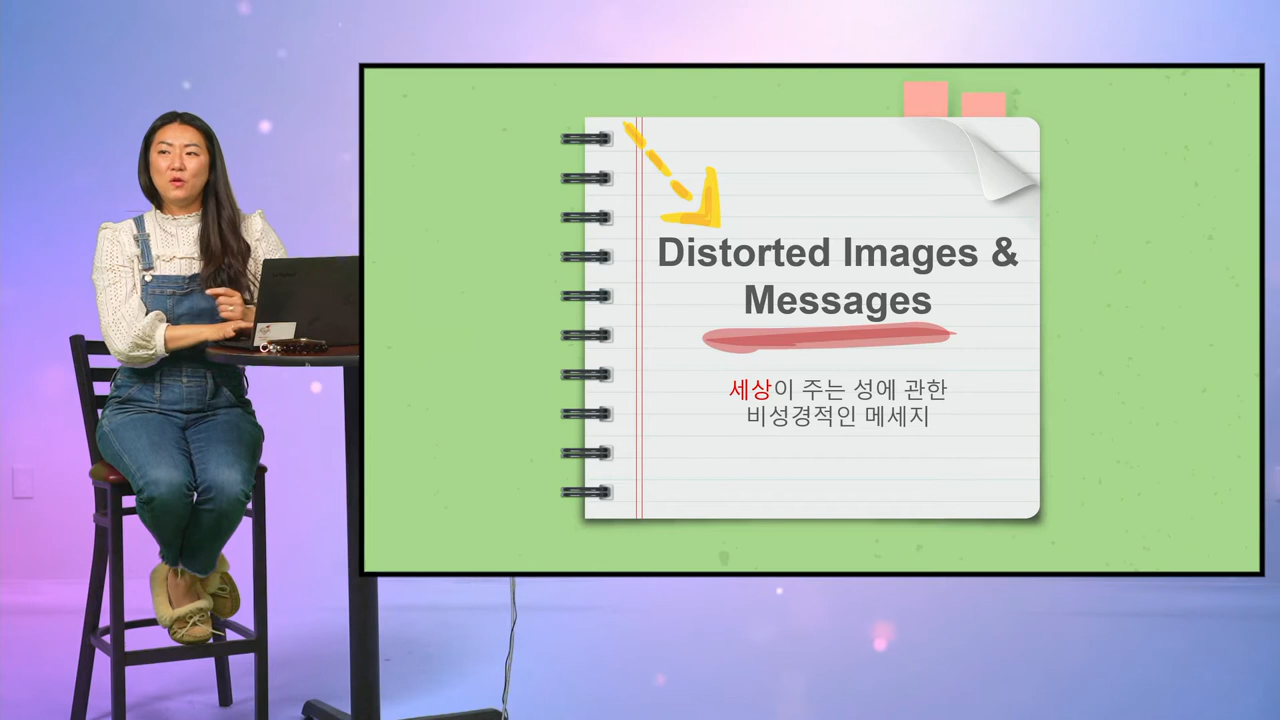 Distorted Images &
Messages
세상이 주는 성에 관한
비성경적인 메세지